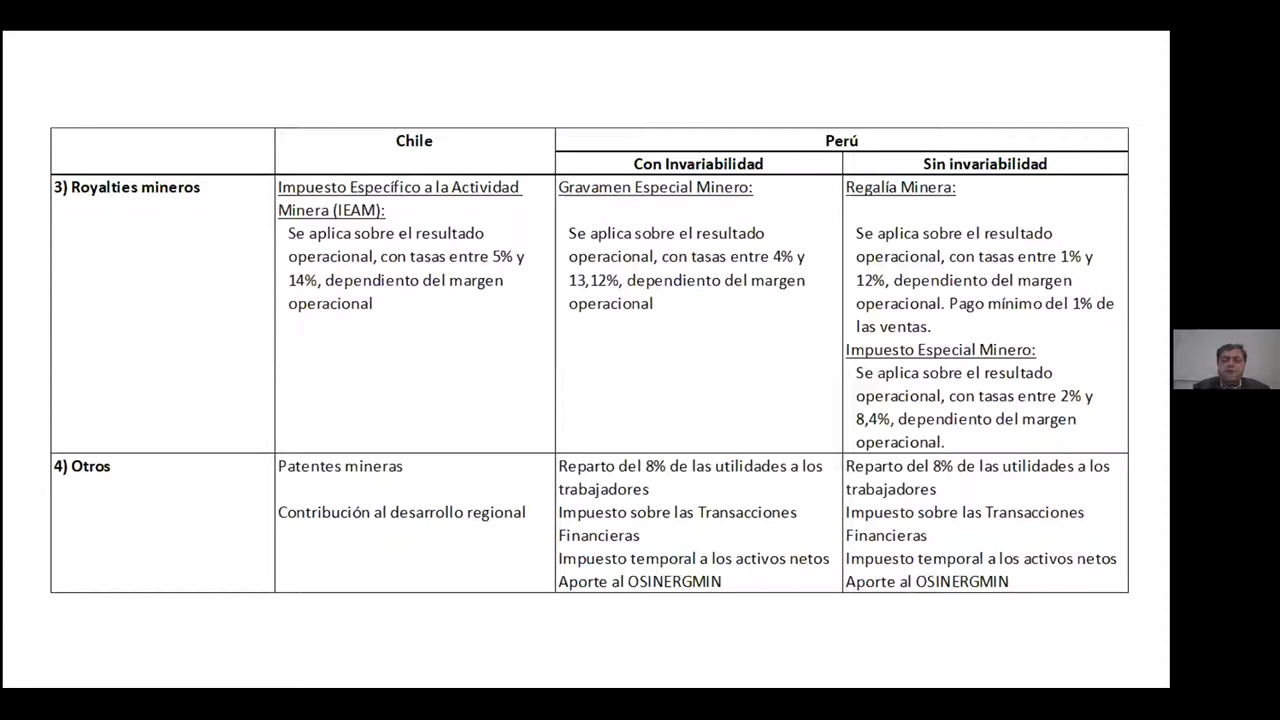 Chile
Perú
Con Invariabilidad
Sin invariabilidad
3) Royalties mineros
Impuesto Específico a la Actividad
Minera (IEAM):
Se aplica sobre el resultado
operacional, con tasas entre 5% y
14%, dependiento del margen
operacional
Gravamen Especial Minero:
Se aplica sobre el resultado
operacional, con tasas entre 4% y
13,12%, dependiento del margen
operacional
Regalía Minera:
Se aplica sobre el resultado
operacional, con tasas entre 1% y
12%, dependiento del margen
operacional. Pago mínimo del 1% de
las ventas.
Impuesto Especial Minero:
Se aplica sobre el resultado
operacional, con tasas entre 2% y
8,4%, dependiento del margen
operacional.
4) Otros
Patentes mineras
Contribución al desarrollo regional
Reparto del 8% de las utilidades a los
trabajadores
Impuesto sobre las Transacciones
Financieras
Impuesto temporal a los activos netos
Aporte al OSINERGMIN
Reparto del 8% de las utilidades a los
trabajadores
Impuesto sobre las Transacciones
Financieras
Impuesto temporal a los activos netos
Aporte al OSINERGMIN